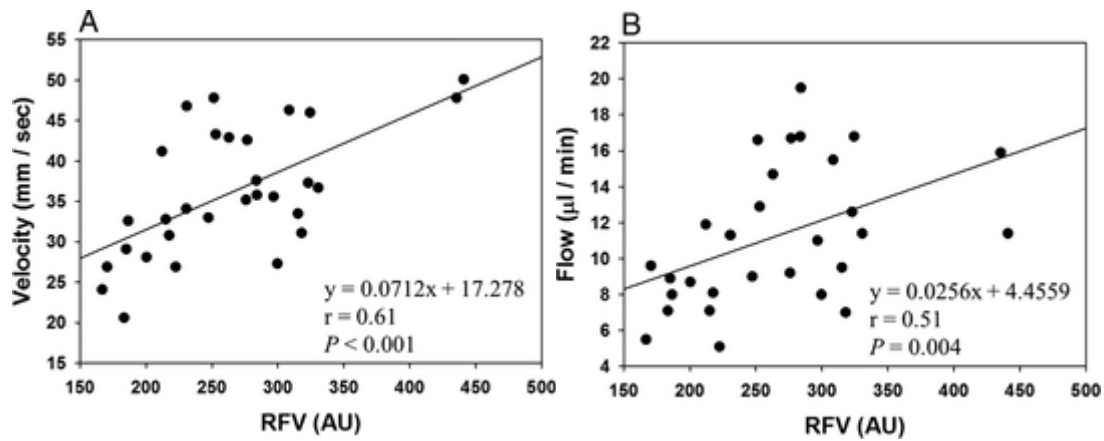 A
Velocity (mm / sec)
55
50
45
40
35
30
25
20
15
y = 0.0712x + 17.278
r = 0.61
P < 0.001
150 200 250 300 350 400 450 500
RFV (AU)
B
Flow (µl / min)
22
20
18
16
14
12
10
8
6
4
y = 0.0256x + 4.4559
r = 0.51
P = 0.004
150 200 250 300 350 400 450 500
RFV (AU)